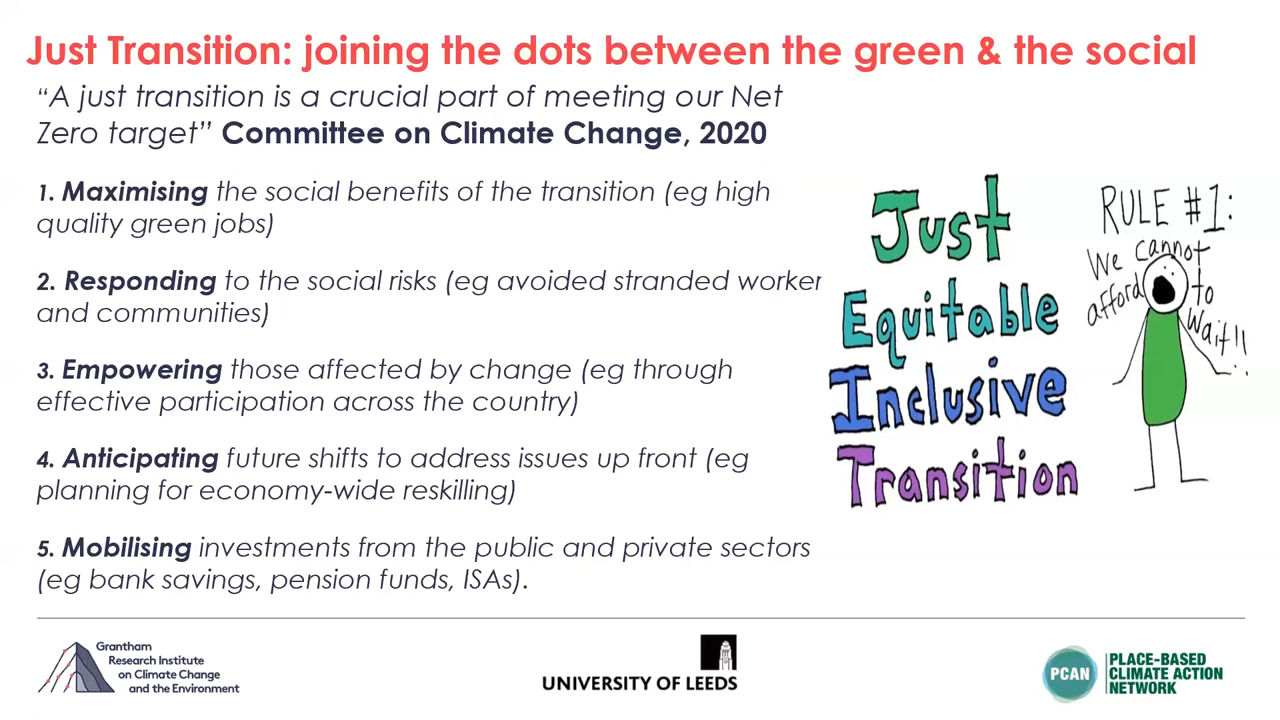 Just Transition: joining the dots between the green & the social
“A just transition is a crucial part of meeting our Net
Zero target” Committee on Climate Change, 2020
1. Maximising the social benefits of the transition (eg high
quality green jobs)
2. Responding to the social risks (eg avoided stranded worker
and communities)
3. Empowering those affected by change (eg through
effective participation across the country)
4. Anticipating future shifts to address issues up front (eg
planning for economy-wide reskilling)
5. Mobilising investments from the public and private sectors
(eg bank savings, pension funds, ISAs).
Just
Equitable
Inclusive
Transition
RULE #1:
We cannot
afford to
wait!!
Grantham
Research Institute
on Climate Change
and the Environment
UNIVERSITY OF LEEDS
PCAN
PLACE-BASED
CLIMATE ACTION
NETWORK